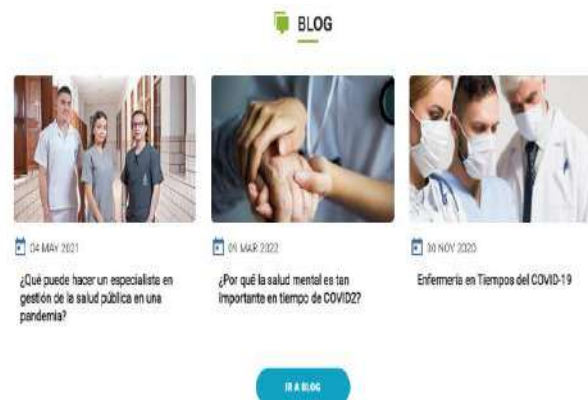 BLOG
04 MAY 2021
¿Qué puede hacer un especialista en
gestión de la salud pública en una
pandemia?
09 MAR 2022
¿Por qué la salud mental es tan
importante en tiempo de COVID2?
30 NOV 2020
Enfermería en Tiempos del COVID-19
IR A BLOG